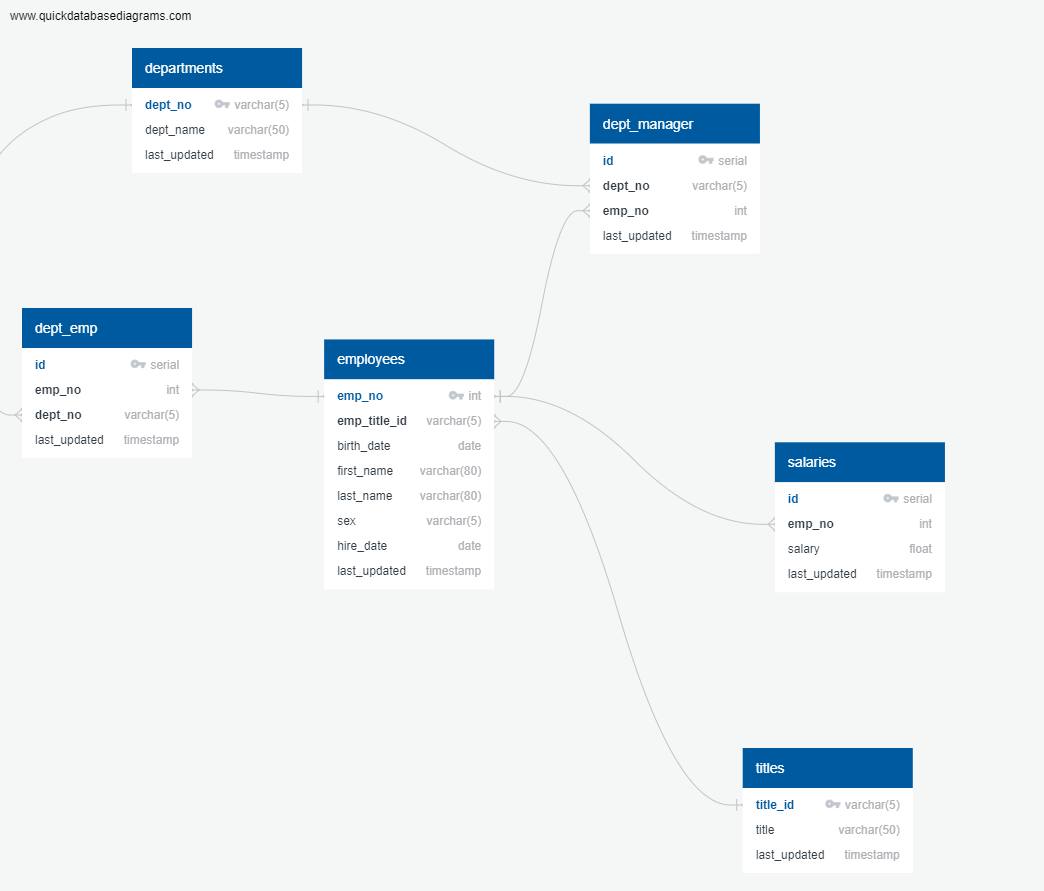 www.quickdatabasediagrams.com
departments
dept_no varchar(5)
dept_name varchar(50)
last_updated timestamp
dept_manager
id serial
dept_no varchar(5)
emp_no int
last_updated timestamp
dept_emp
id serial
emp_no int
dept_no varchar(5)
last_updated timestamp
employees
emp_no int
emp_title_id varchar(5)
birth_date date
first_name varchar(80)
last_name varchar(80)
sex varchar(5)
hire_date date
last_updated timestamp
salaries
id serial
emp_no int
salary float
last_updated timestamp
titles
title_id varchar(5)
title varchar(50)
last_updated timestamp